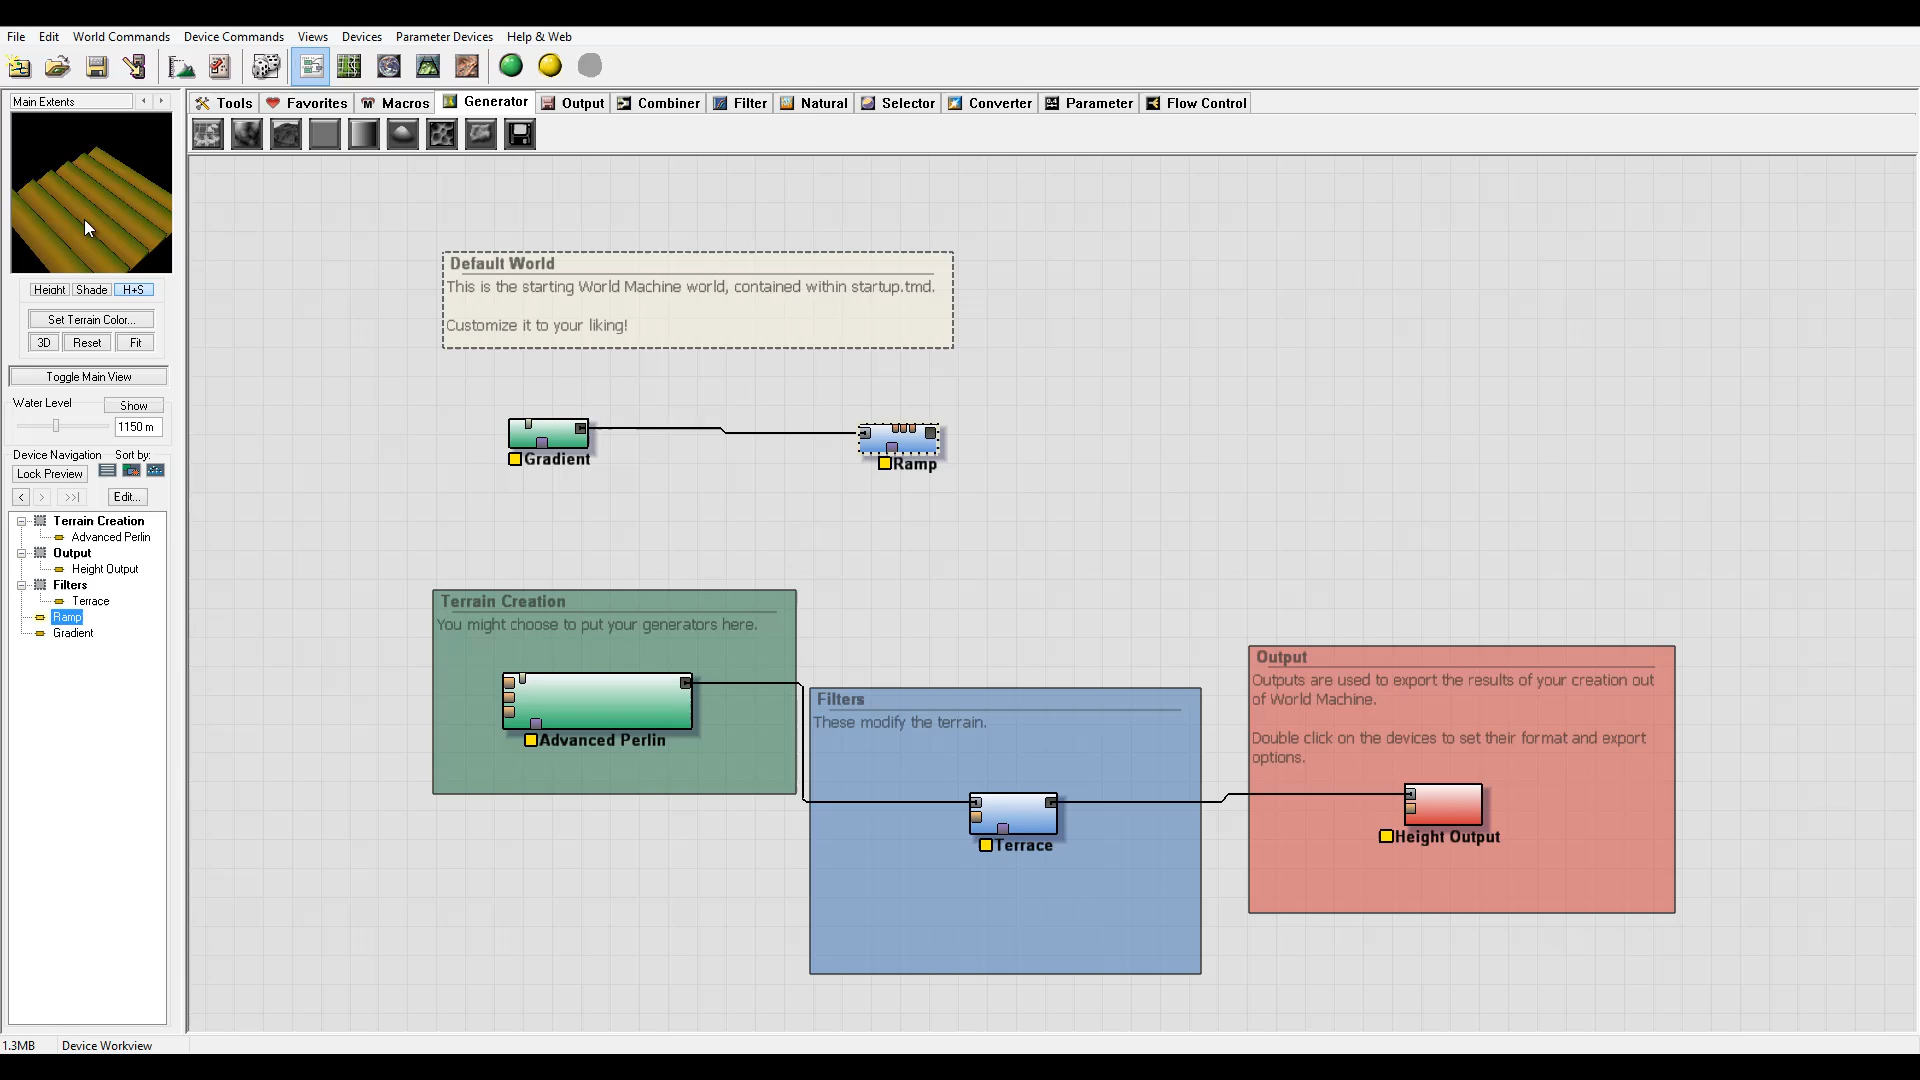 File Edit World Commands Device Commands Views Devices Parameter Devices Help & Web
Main Extents
Tools Favorites Macros Generator Output Combiner Filter Natural Selector Converter Parameter Flow Control
Height Shade H+S
Set Terrain Color...
3D Reset Fit
Toggle Main View
Water Level Show
1150 m
Device Navigation Sort by:
Lock Preview
< > >>| Edit...
Terrain Creation
Advanced Perlin
Output
Height Output
Filters
Terrace
Ramp
Gradient
Default World
This is the starting World Machine world, contained within startup.tmd.
Customize it to your liking!
Gradient
Ramp
Terrain Creation
You might choose to put your generators here.
Advanced Perlin
Filters
These modify the terrain.
Terrace
Output
Outputs are used to export the results of your creation out
of World Machine.
Double click on the devices to set their format and export
options.
Height Output
1.3MB Device Workview